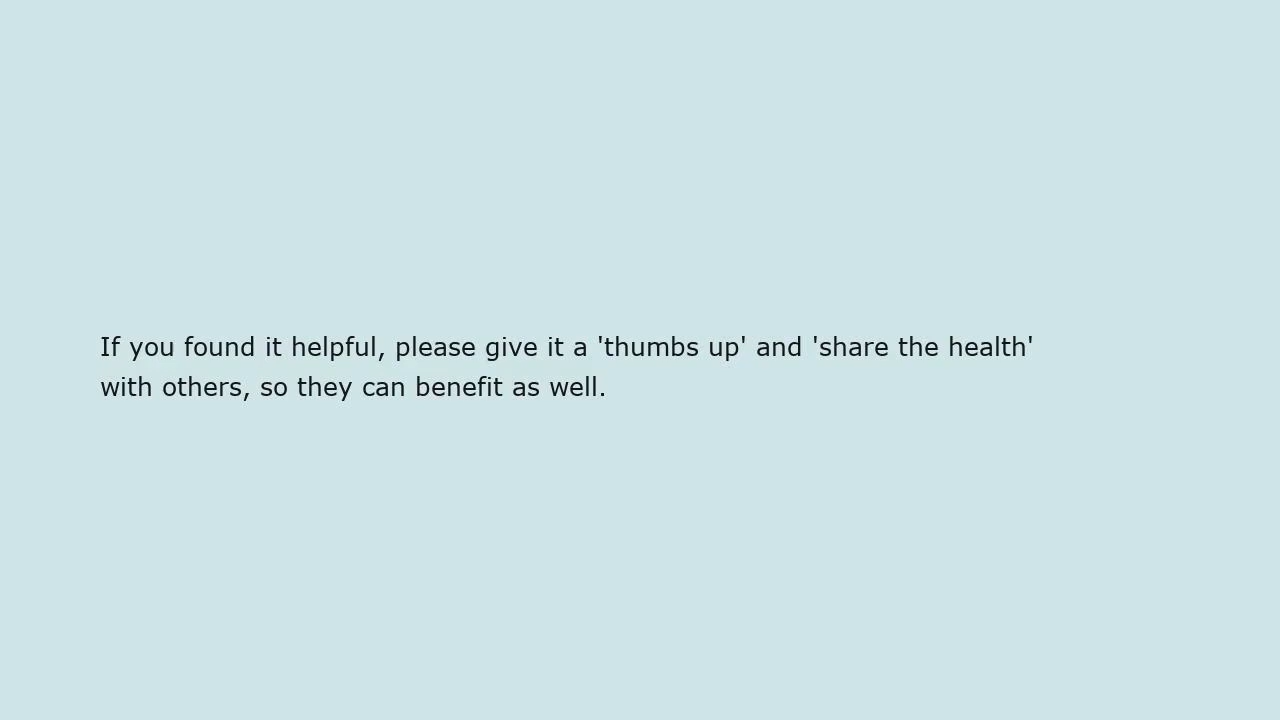 If you found it helpful, please give it a 'thumbs up' and 'share the health'
with others, so they can benefit as well.